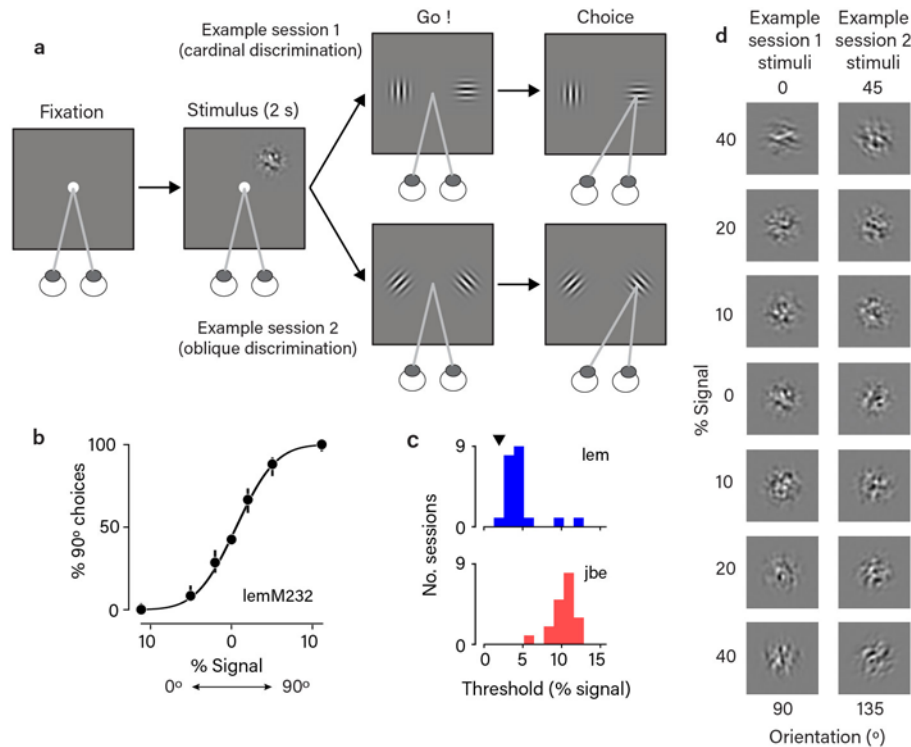 a
Example session 1
(cardinal discrimination)
Go !
Choice
Fixation
Stimulus (2 s)
Example session 2
(oblique discrimination)
b
% 90º choices
100
50
0
lemM232
10
0
10
% Signal
0º
90º
c
No. sessions
9
0
lem
9
0
jbe
0
5
10
15
Threshold (% signal)
d
Example
session 1
stimuli
Example
session 2
stimuli
0
45
% Signal
40
20
10
0
10
20
40
90
135
Orientation (º)